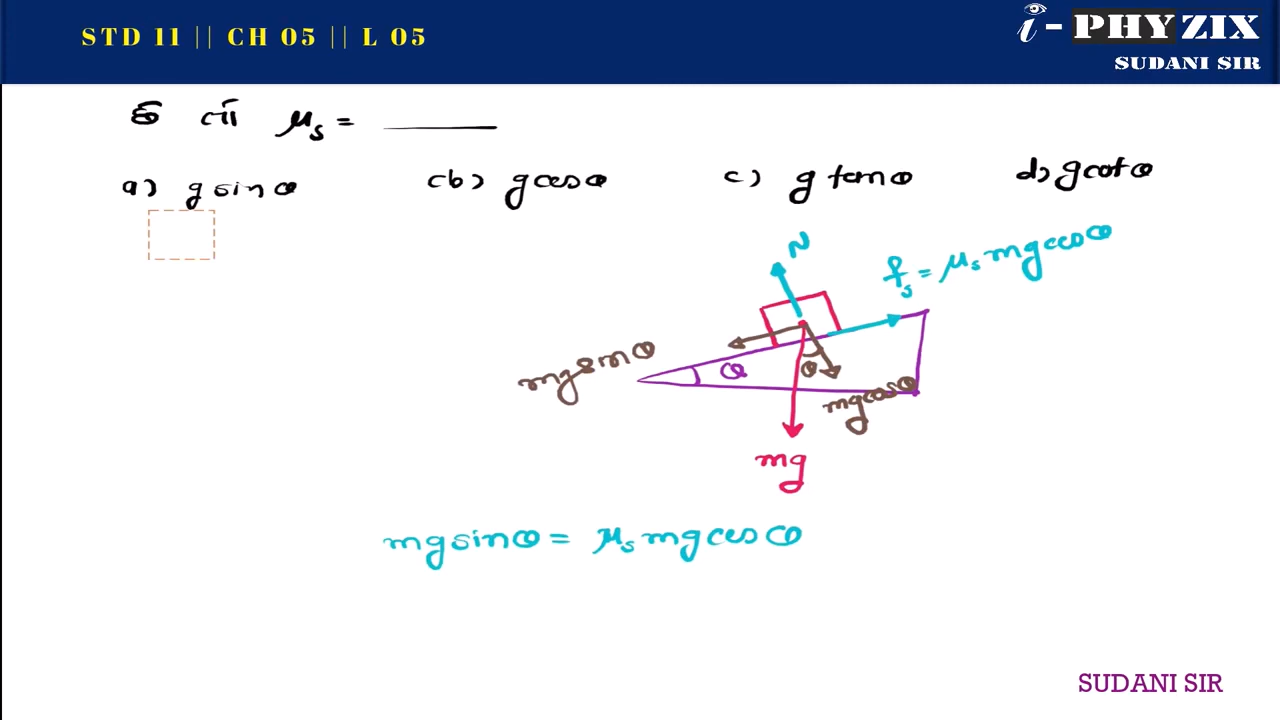 STD 11 || CH 05 || L 05
i - PHYZIX
SUDANI SIR
છે તો μₛ = ______
a) g sinθ (b) g cosθ c) g tanθ d) g cotθ
N
fₛ = μₛ mg cosθ
mg sinθ
θ
θ
mg cosθ
mg
mg sinθ = μₛ mg cosθ
SUDANI SIR